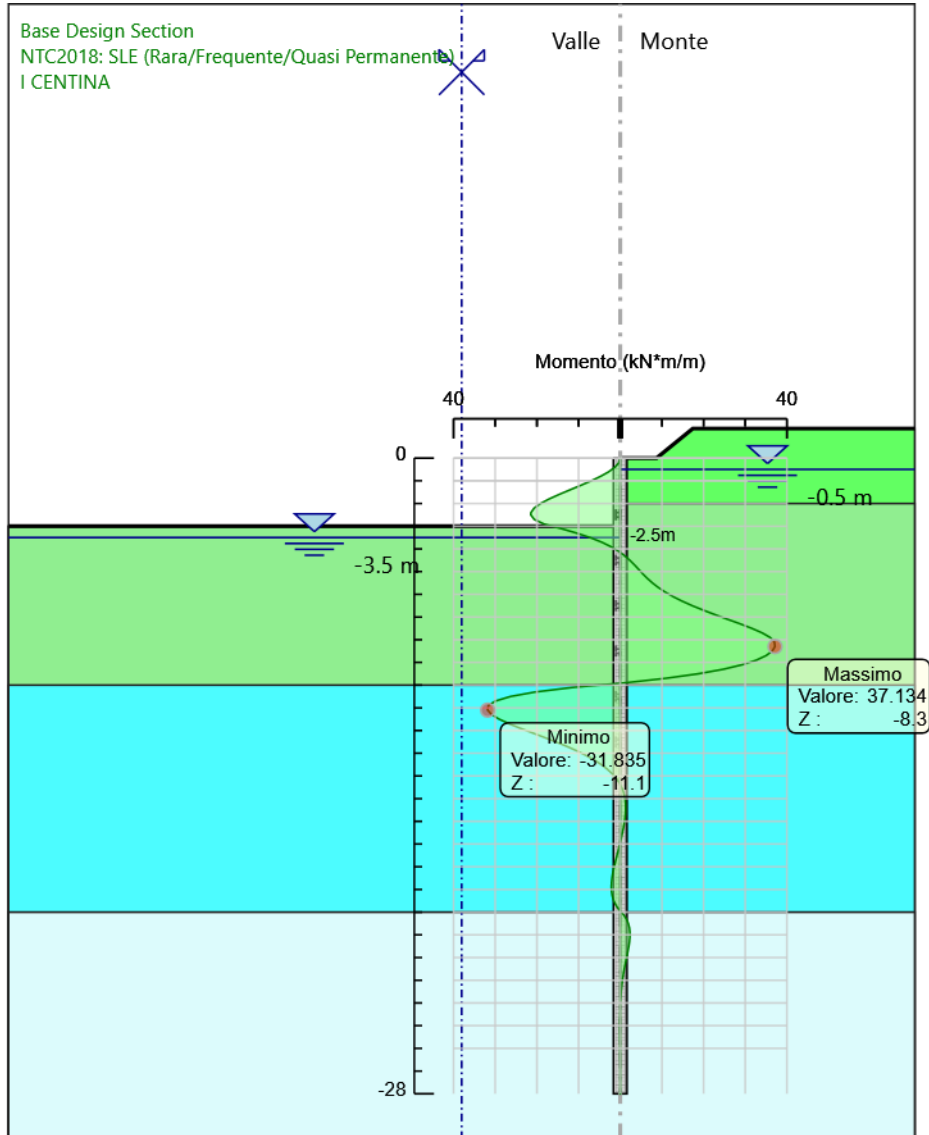 Base Design Section
NTC2018: SLE (Rara/Frequente/Quasi Permanente)
I CENTINA
Valle
Monte
Momento (kN*m/m)
40
40
0
-0.5 m
-2.5m
-3.5 m
Massimo
Valore: 37.134
Z : -8.3
Minimo
Valore: -31.835
Z : -11.1
-28